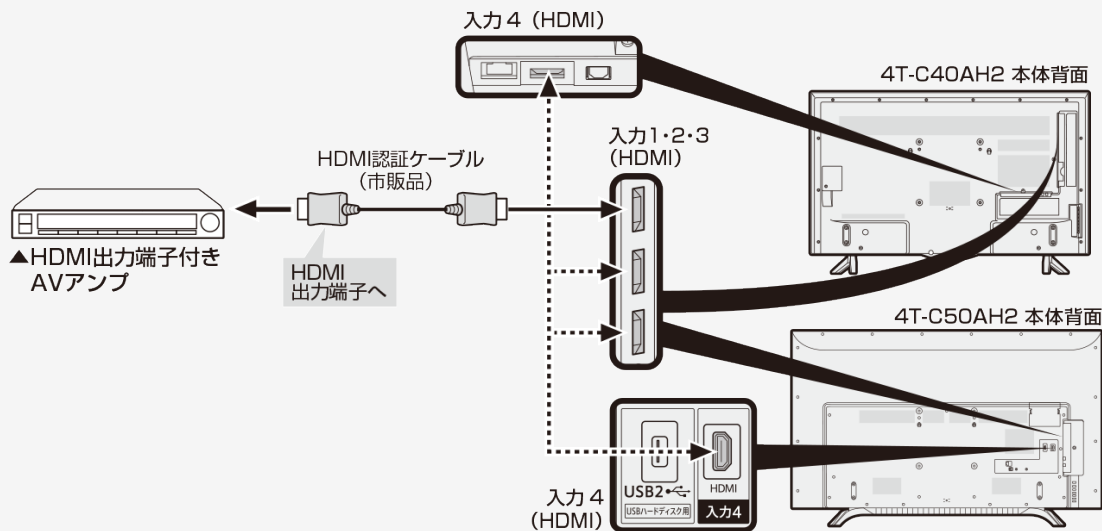 入力4（HDMI）
4T-C40AH2 本体背面
入力1・2・3
（HDMI）
HDMI認証ケーブル
（市販品）
▲HDMI出力端子付き
AVアンプ
HDMI
出力端子へ
4T-C50AH2 本体背面
USB2
USBハードディスク用
HDMI
入力4
入力4
（HDMI）